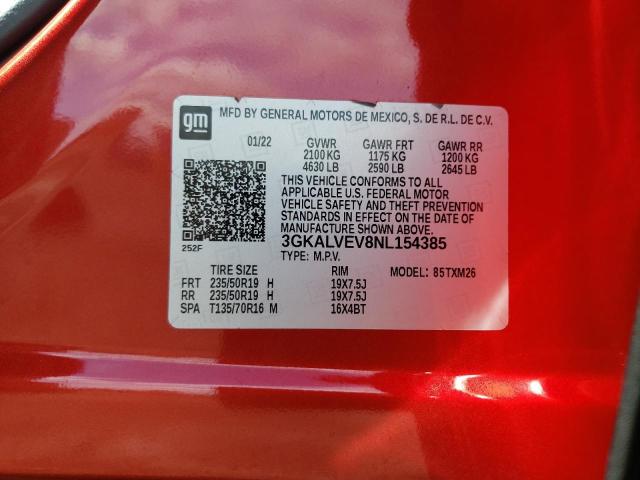 gm
MFD BY GENERAL MOTORS DE MEXICO, S. DE R.L. DE C.V.
01/22 GVWR GAWR FRT GAWR RR
2100 KG 1175 KG 1200 KG
4630 LB 2590 LB 2645 LB
THIS VEHICLE CONFORMS TO ALL
APPLICABLE U.S. FEDERAL MOTOR
VEHICLE SAFETY AND THEFT PREVENTION
STANDARDS IN EFFECT ON THE DATE OF
MANUFACTURE SHOWN ABOVE.
3GKALVEV8NL154385
252F TYPE: M.P.V.
TIRE SIZE RIM MODEL: 85TXM26
FRT 235/50R19 H 19X7.5J
RR 235/50R19 H 19X7.5J
SPA T135/70R16 M 16X4BT